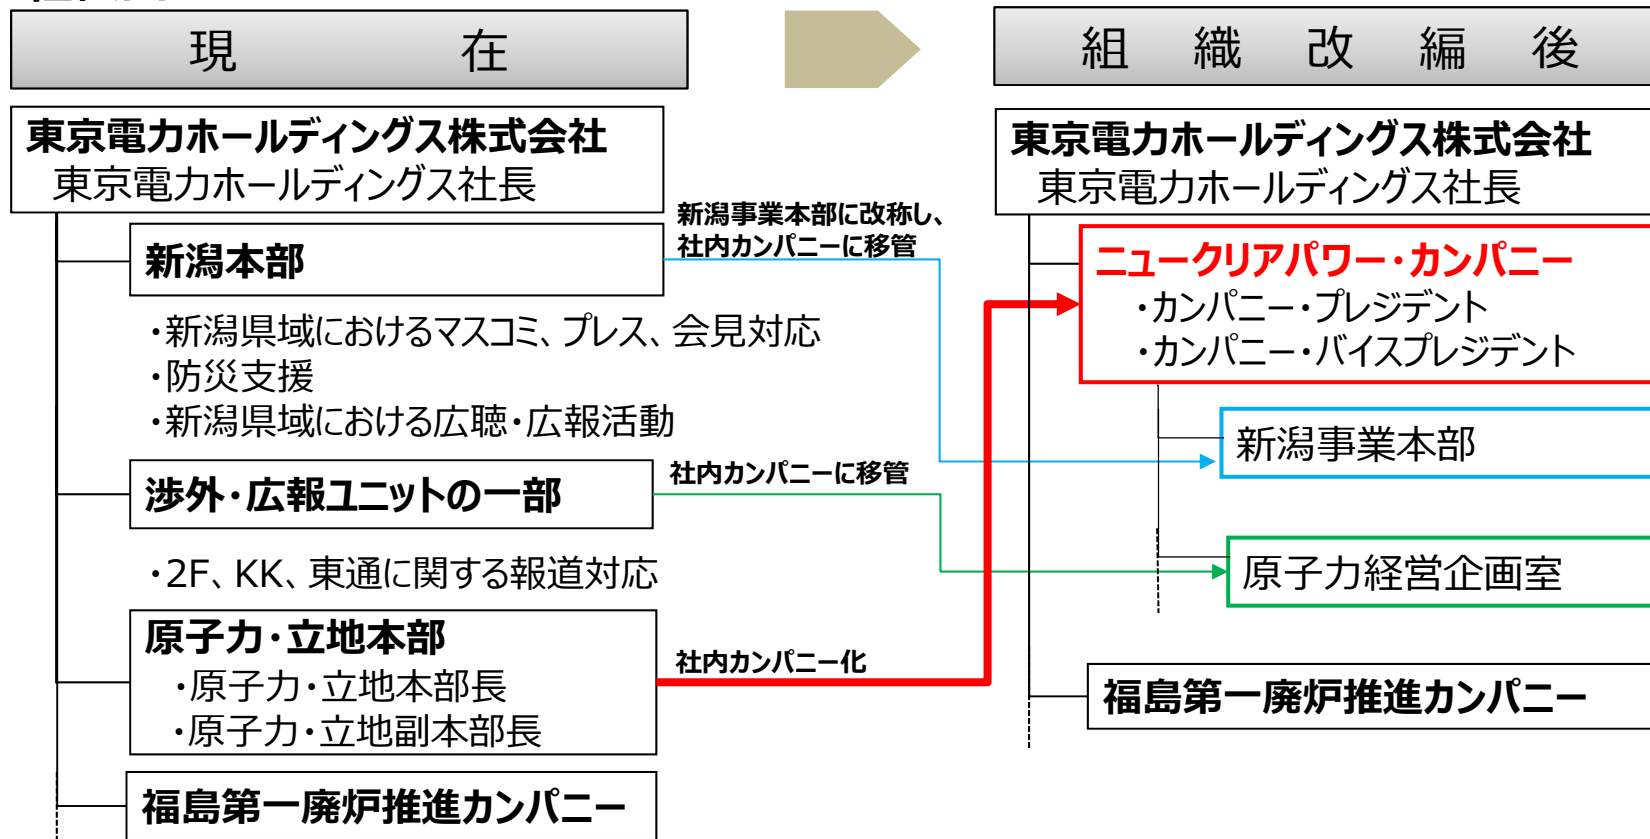 現在
東京電力ホールディングス株式会社
東京電力ホールディングス社長
新潟本部
・新潟県域におけるマスコミ、プレス、会見対応
・防災支援
・新潟県域における広聴・広報活動
渉外・広報ユニットの一部
・2F、KK、東通に関する報道対応
原子力・立地本部
・原子力・立地本部長
・原子力・立地副本部長
福島第一廃炉推進カンパニー
新潟事業本部に改称し、
社内カンパニーに移管
社内カンパニーに移管
社内カンパニー化
組織改編後
東京電力ホールディングス株式会社
東京電力ホールディングス社長
ニュークリアパワー・カンパニー
・カンパニー・プレジデント
・カンパニー・バイスプレジデント
新潟事業本部
原子力経営企画室
福島第一廃炉推進カンパニー